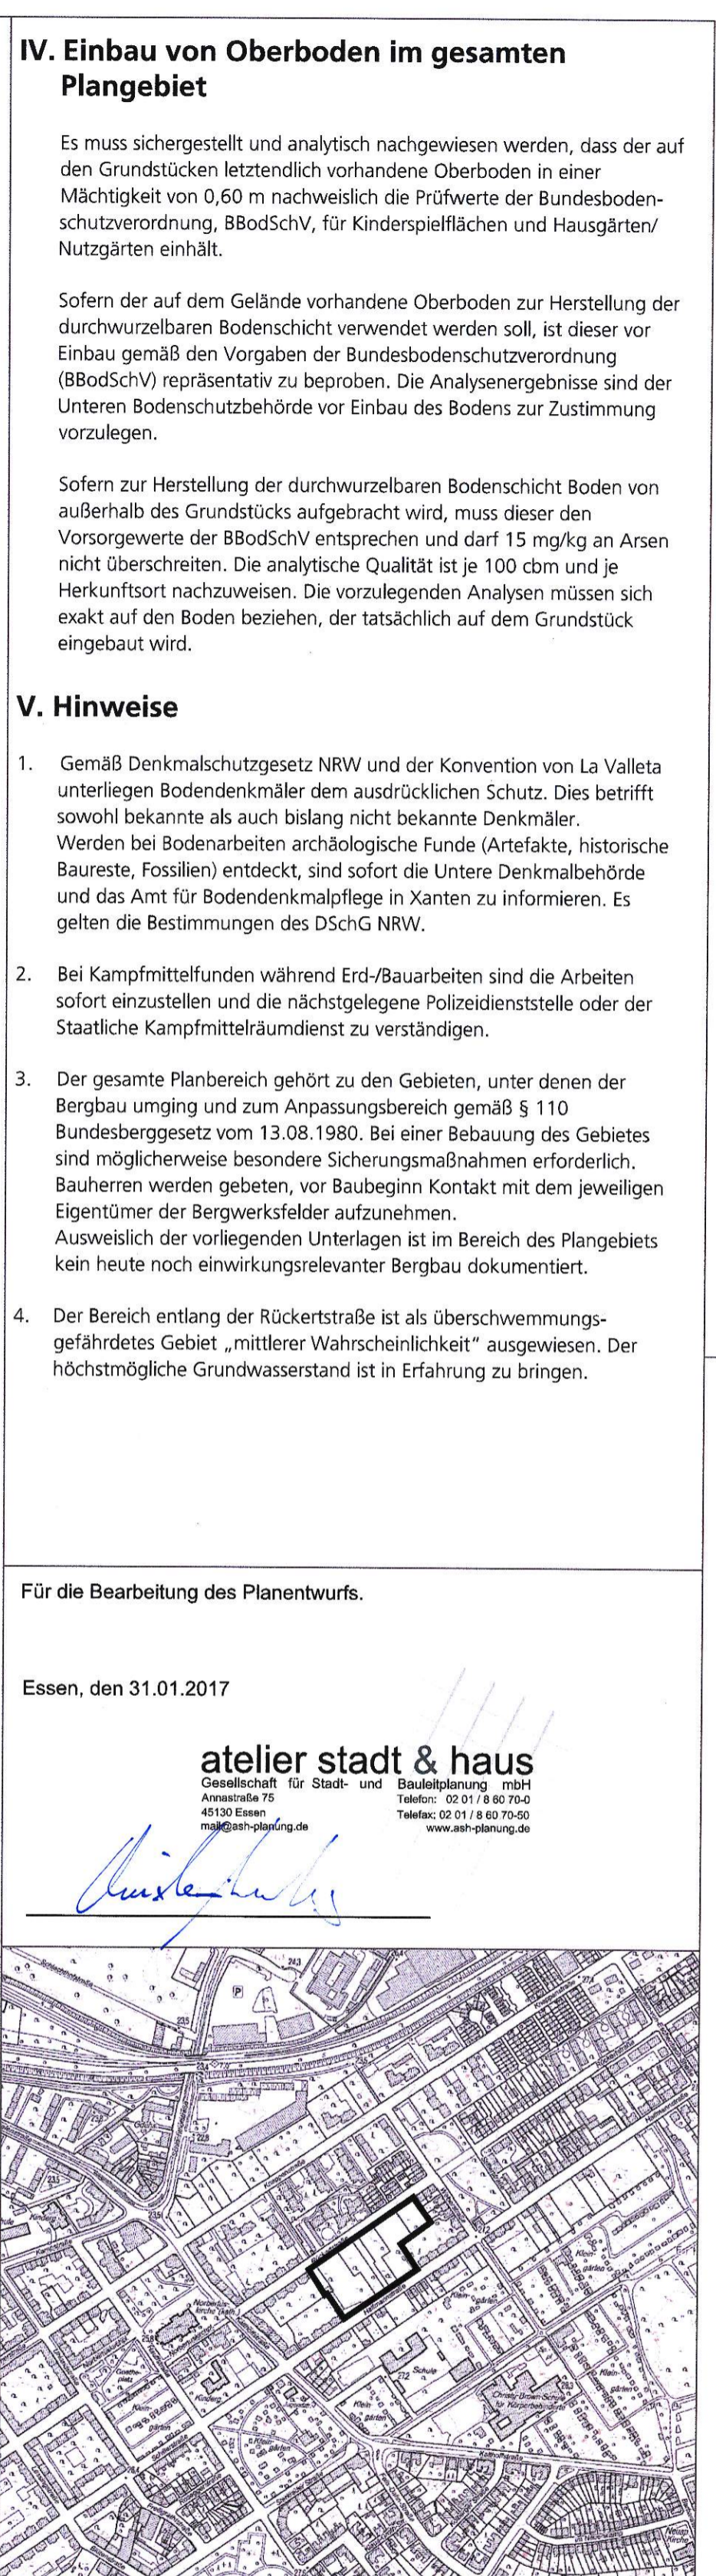 IV. Einbau von Oberboden im gesamten
Plangebiet
Es muss sichergestellt und analytisch nachgewiesen werden, dass der auf
den Grundstücken letztendlich vorhandene Oberboden in einer
Mächtigkeit von 0,60 m nachweislich die Prüfwerte der Bundesboden-
schutzverordnung, BBodSchV, für Kinderspielflächen und Hausgärten/
Nutzgärten einhält.
Sofern der auf dem Gelände vorhandene Oberboden zur Herstellung der
durchwurzelbaren Bodenschicht verwendet werden soll, ist dieser vor
Einbau gemäß den Vorgaben der Bundesbodenschutzverordnung
(BBodSchV) repräsentativ zu beproben. Die Analysenergebnisse sind der
Unteren Bodenschutzbehörde vor Einbau des Bodens zur Zustimmung
vorzulegen.
Sofern zur Herstellung der durchwurzelbaren Bodenschicht Boden von
außerhalb des Grundstücks aufgebracht wird, muss dieser den
Vorsorgewerte der BBodSchV entsprechen und darf 15 mg/kg an Arsen
nicht überschreiten. Die analytische Qualität ist je 100 cbm und je
Herkunftsort nachzuweisen. Die vorzulegenden Analysen müssen sich
exakt auf den Boden beziehen, der tatsächlich auf dem Grundstück
eingebaut wird.
V. Hinweise
1. Gemäß Denkmalschutzgesetz NRW und der Konvention von La Valleta
unterliegen Bodendenkmäler dem ausdrücklichen Schutz. Dies betrifft
sowohl bekannte als auch bislang nicht bekannte Denkmäler.
Werden bei Bodenarbeiten archäologische Funde (Artefakte, historische
Baureste, Fossilien) entdeckt, sind sofort die Untere Denkmalbehörde
und das Amt für Bodendenkmalpflege in Xanten zu informieren. Es
gelten die Bestimmungen des DSchG NRW.
2. Bei Kampfmittelfunden während Erd-/Bauarbeiten sind die Arbeiten
sofort einzustellen und die nächstgelegene Polizeidienststelle oder der
Staatliche Kampfmittelräumdienst zu verständigen.
3. Der gesamte Planbereich gehört zu den Gebieten, unter denen der
Bergbau umging und zum Anpassungsbereich gemäß § 110
Bundesberggesetz vom 13.08.1980. Bei einer Bebauung des Gebietes
sind möglicherweise besondere Sicherungsmaßnahmen erforderlich.
Bauherren werden gebeten, vor Baubeginn Kontakt mit dem jeweiligen
Eigentümer der Bergwerksfelder aufzunehmen.
Ausweislich der vorliegenden Unterlagen ist im Bereich des Plangebiets
kein heute noch einwirkungsrelevanter Bergbau dokumentiert.
4. Der Bereich entlang der Rückertstraße ist als überschwemmungs-
gefährdetes Gebiet „mittlerer Wahrscheinlichkeit" ausgewiesen. Der
höchstmögliche Grundwasserstand ist in Erfahrung zu bringen.
Für die Bearbeitung des Planentwurfs.
Essen, den 31.01.2017
atelier stadt & haus
Gesellschaft für Stadt- und Bauleitplanung mbH
Annastraße 75 Telefon: 02 01 / 8 60 70-0
45130 Essen Telefax: 02 01 / 8 60 70-50
mail@ash-planung.de www.ash-planung.de
24,3
P
Schule
27,2
Christy-Brown-Schule
für Körperbehinderte
Klein-
gärten
Goethe-
platz
Kinderg.